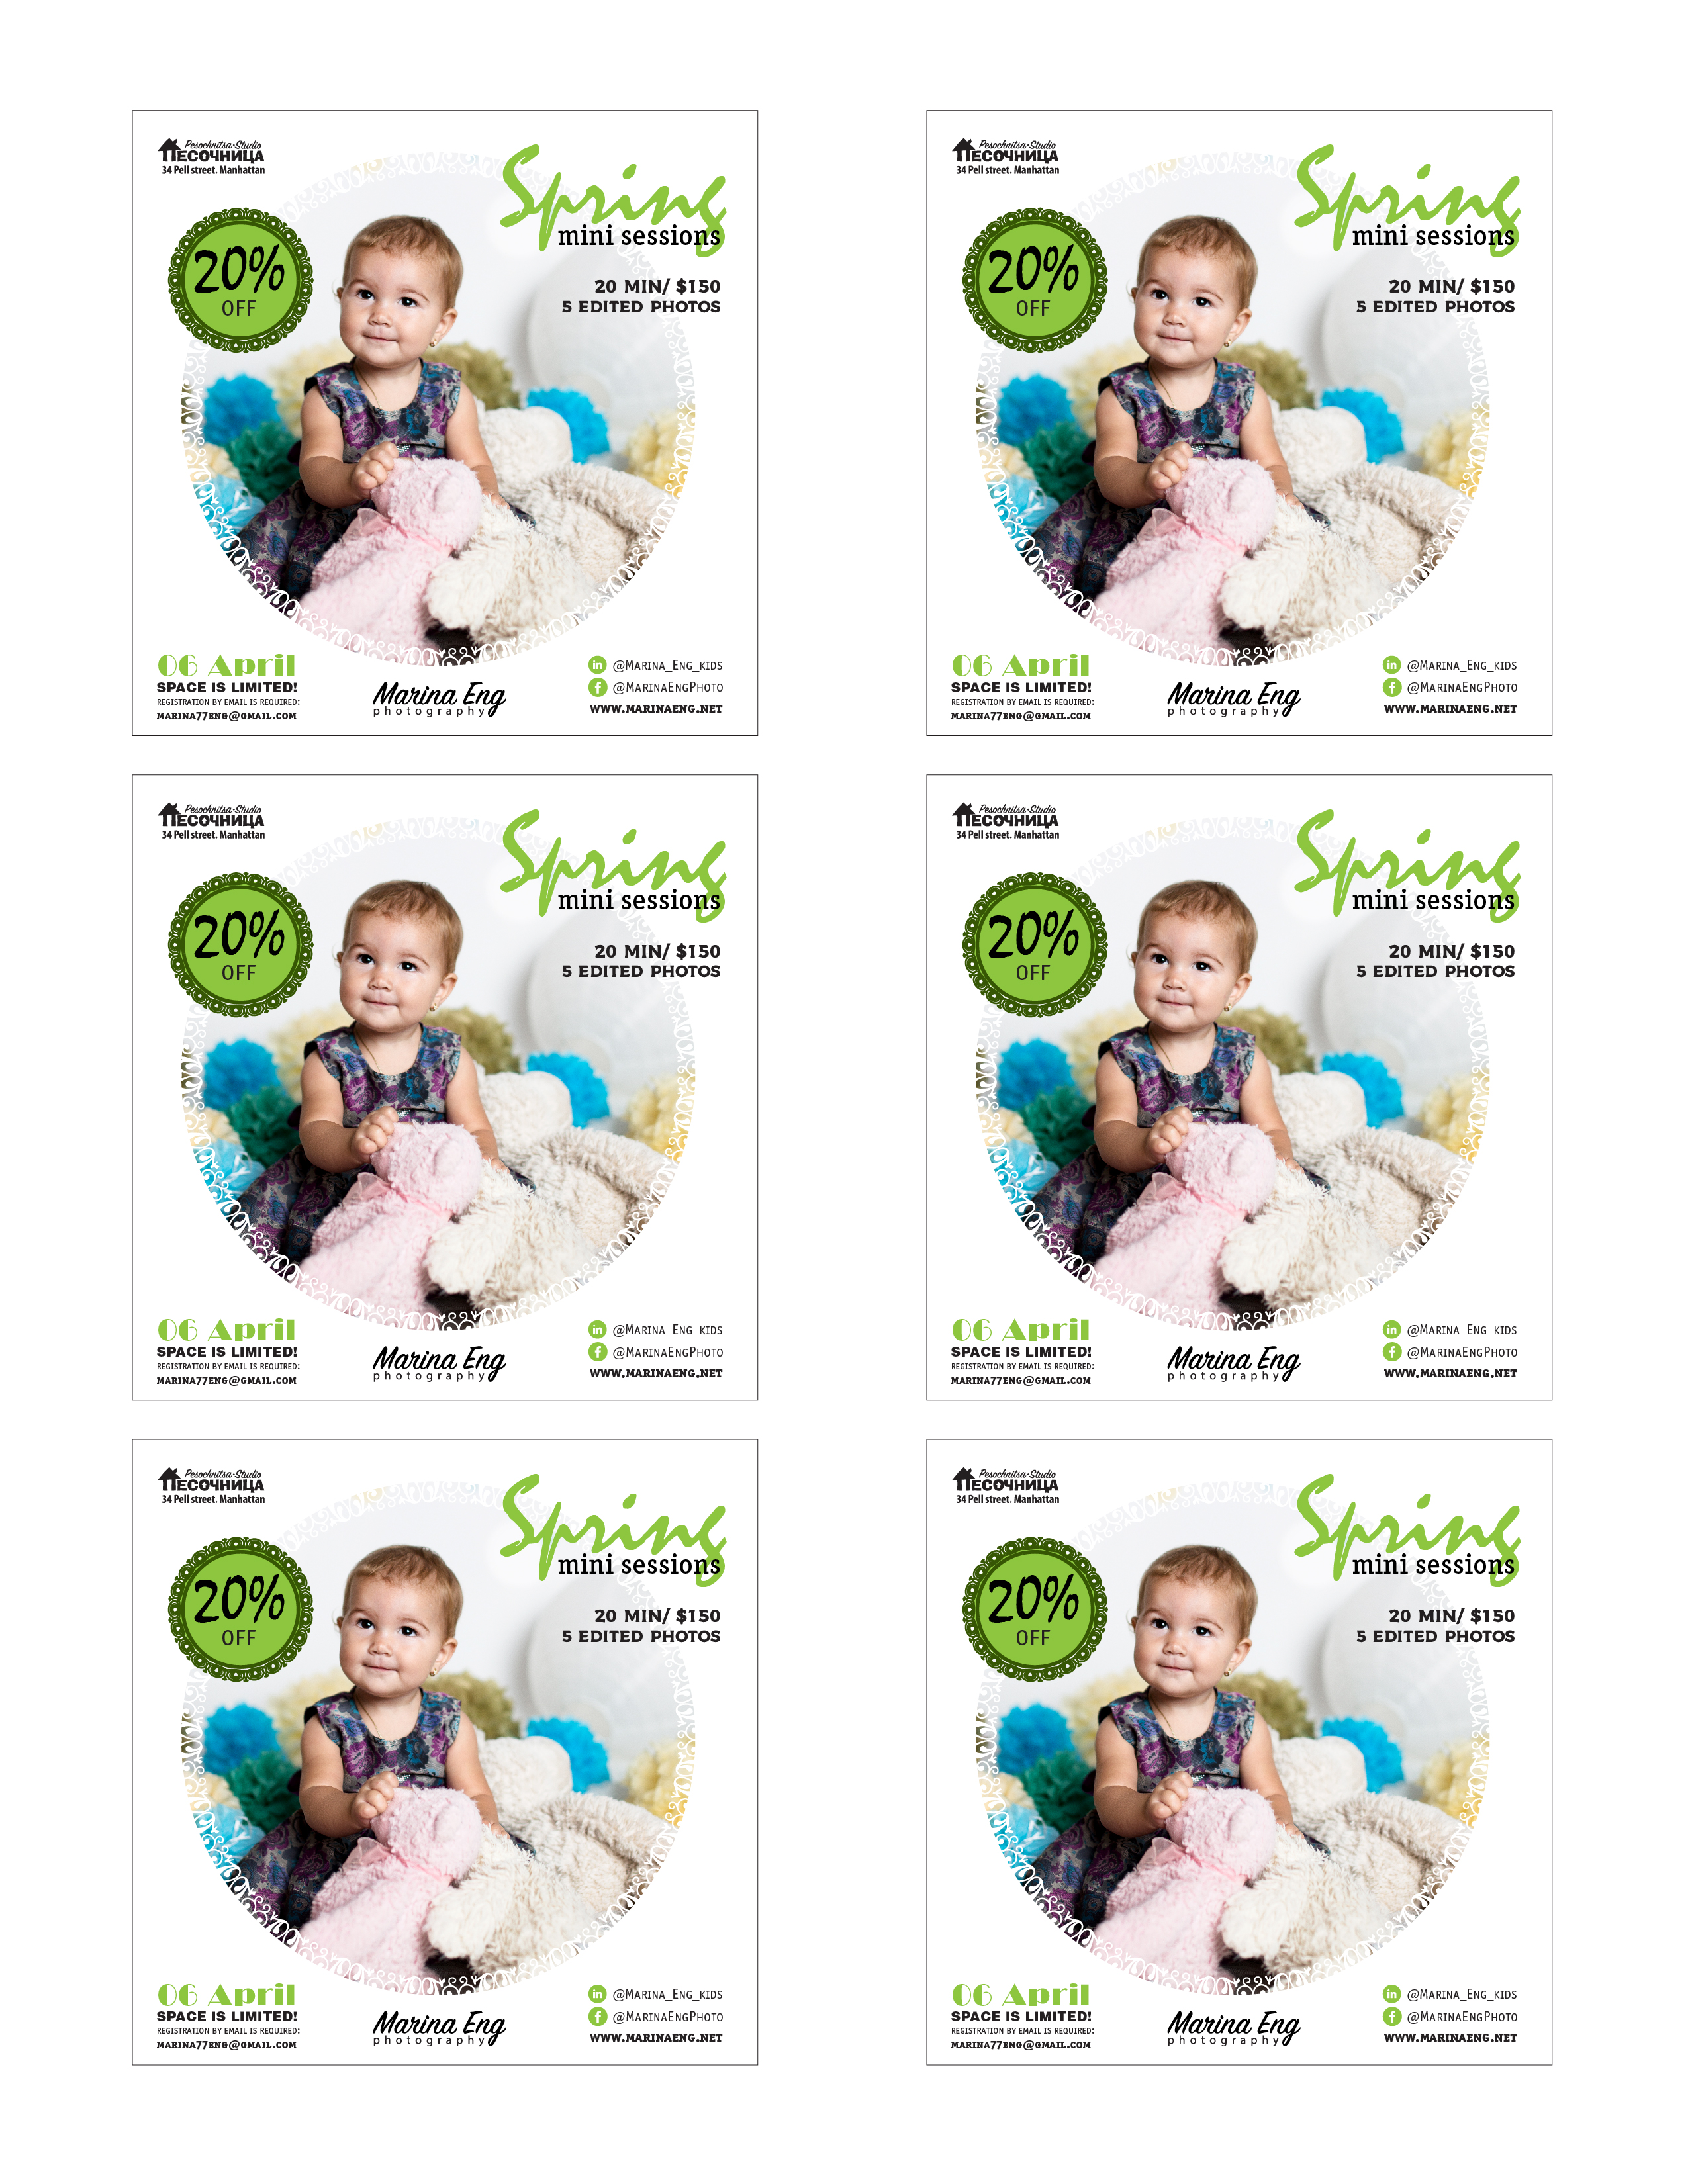 Pesochnitsa·Studio
ПЕСОЧНИЦА
34 Pell street. Manhattan
Spring
mini sessions
20%
OFF
20 MIN/ $150
5 EDITED PHOTOS
06 April
SPACE IS LIMITED!
REGISTRATION BY EMAIL IS REQUIRED:
MARINA77ENG@GMAIL.COM
Marina Eng
photography
in @MARINA_ENG_KIDS
f @MARINAENGPHOTO
WWW.MARINAENG.NET
Pesochnitsa·Studio
ПЕСОЧНИЦА
34 Pell street. Manhattan
Spring
mini sessions
20%
OFF
20 MIN/ $150
5 EDITED PHOTOS
06 April
SPACE IS LIMITED!
REGISTRATION BY EMAIL IS REQUIRED:
MARINA77ENG@GMAIL.COM
Marina Eng
photography
in @MARINA_ENG_KIDS
f @MARINAENGPHOTO
WWW.MARINAENG.NET
Pesochnitsa·Studio
ПЕСОЧНИЦА
34 Pell street. Manhattan
Spring
mini sessions
20%
OFF
20 MIN/ $150
5 EDITED PHOTOS
06 April
SPACE IS LIMITED!
REGISTRATION BY EMAIL IS REQUIRED:
MARINA77ENG@GMAIL.COM
Marina Eng
photography
in @MARINA_ENG_KIDS
f @MARINAENGPHOTO
WWW.MARINAENG.NET
Pesochnitsa·Studio
ПЕСОЧНИЦА
34 Pell street. Manhattan
Spring
mini sessions
20%
OFF
20 MIN/ $150
5 EDITED PHOTOS
06 April
SPACE IS LIMITED!
REGISTRATION BY EMAIL IS REQUIRED:
MARINA77ENG@GMAIL.COM
Marina Eng
photography
in @MARINA_ENG_KIDS
f @MARINAENGPHOTO
WWW.MARINAENG.NET
Pesochnitsa·Studio
ПЕСОЧНИЦА
34 Pell street. Manhattan
Spring
mini sessions
20%
OFF
20 MIN/ $150
5 EDITED PHOTOS
06 April
SPACE IS LIMITED!
REGISTRATION BY EMAIL IS REQUIRED:
MARINA77ENG@GMAIL.COM
Marina Eng
photography
in @MARINA_ENG_KIDS
f @MARINAENGPHOTO
WWW.MARINAENG.NET
Pesochnitsa·Studio
ПЕСОЧНИЦА
34 Pell street. Manhattan
Spring
mini sessions
20%
OFF
20 MIN/ $150
5 EDITED PHOTOS
06 April
SPACE IS LIMITED!
REGISTRATION BY EMAIL IS REQUIRED:
MARINA77ENG@GMAIL.COM
Marina Eng
photography
in @MARINA_ENG_KIDS
f @MARINAENGPHOTO
WWW.MARINAENG.NET